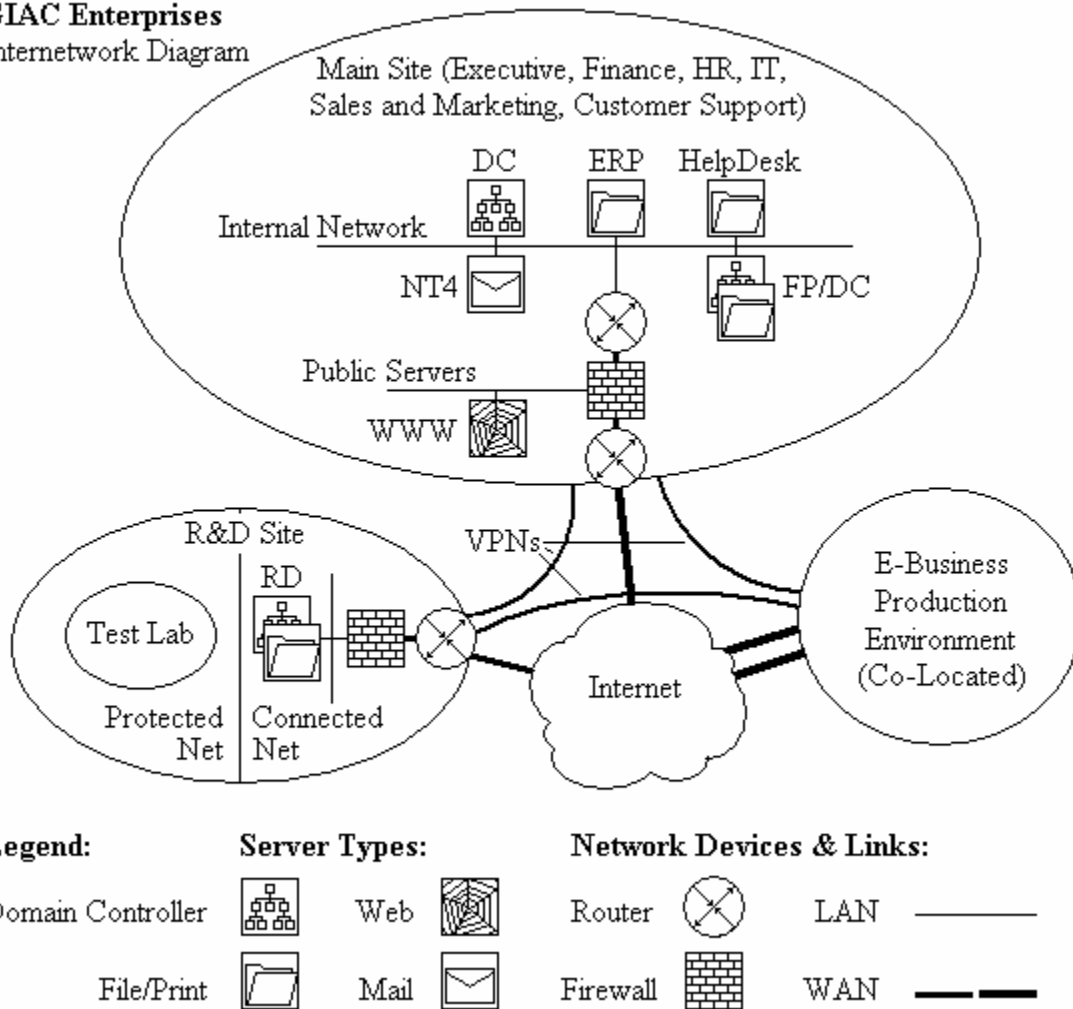 GIAC Enterprises
Internetwork Diagram
Main Site (Executive, Finance, HR, IT,
Sales and Marketing, Customer Support)
DC
ERP
HelpDesk
Internal Network
NT4
FP/DC
Public Servers
WWW
R&D Site
VPNs
RD
Test Lab
E-Business
Production
Environment
(Co-Located)
Internet
Protected
Net
Connected
Net
Legend:
Server Types:
Network Devices & Links:
Domain Controller
Web
Router
LAN
File/Print
Mail
Firewall
WAN